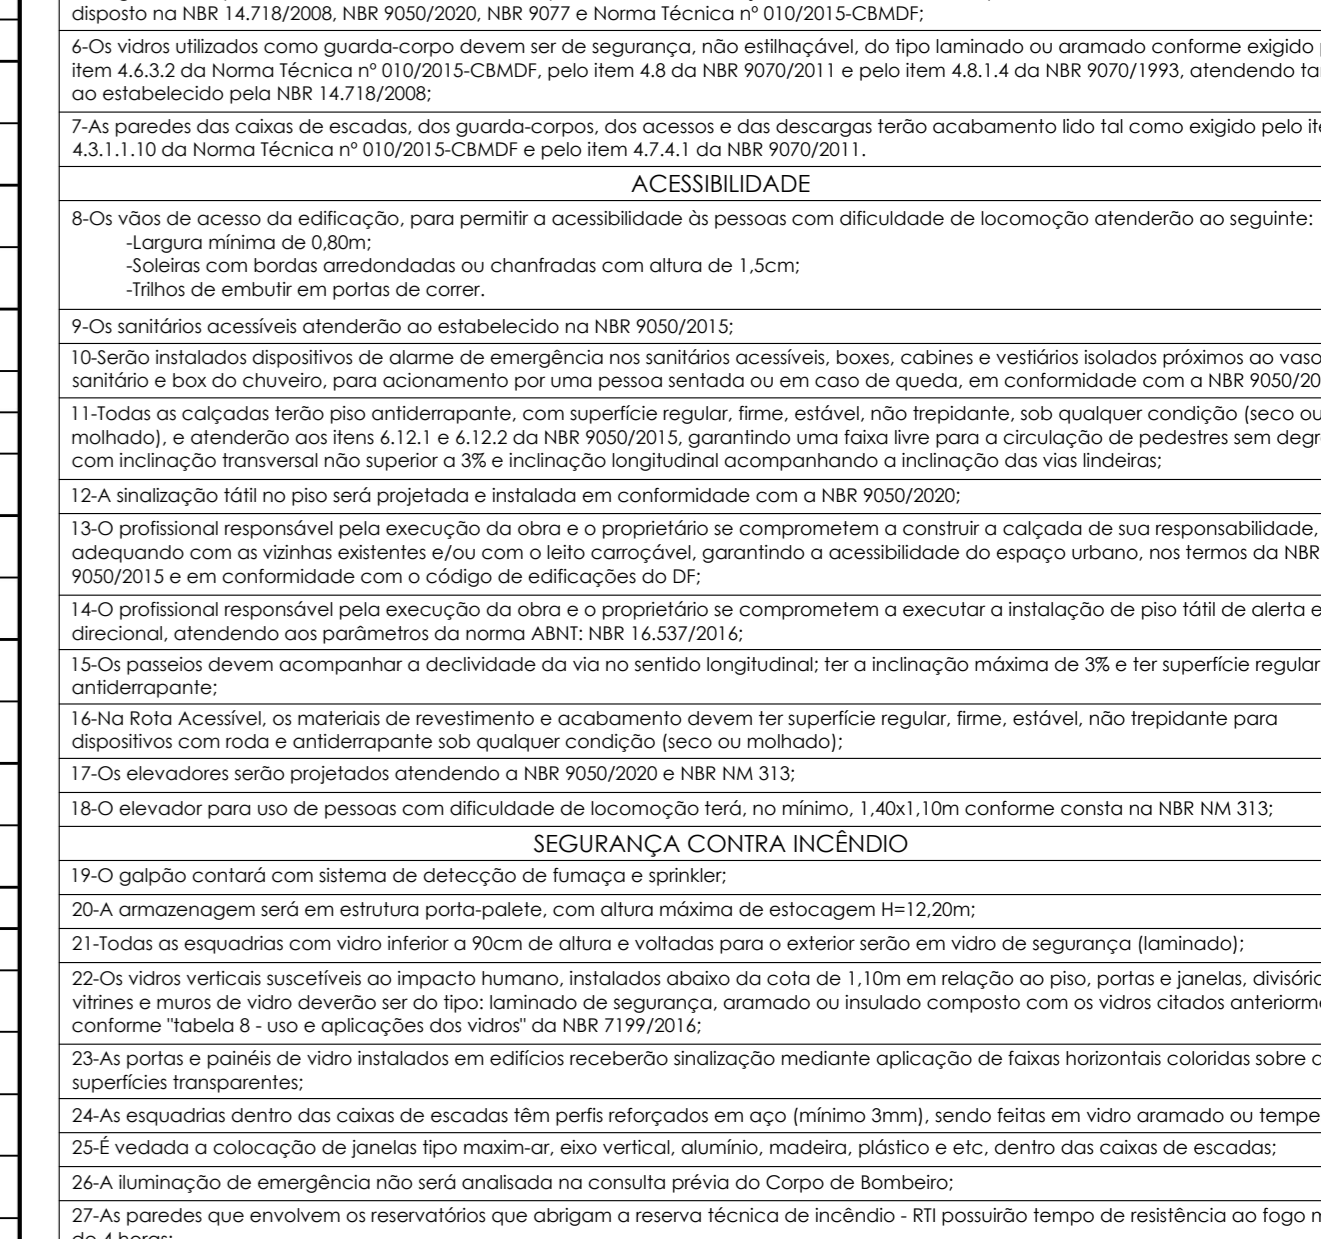 disposto na NBR 14.718/2008, NBR 9050/2020, NBR 9077 e Norma Técnica nº 010/2015-CBMDF;
6-Os vidros utilizados como guarda-corpo devem ser de segurança, não estilhaçável, do tipo laminado ou aramado conforme exigido
item 4.6.3.2 da Norma Técnica nº 010/2015-CBMDF, pelo item 4.8 da NBR 9070/2011 e pelo item 4.8.1.4 da NBR 9070/1993, atendendo ta
ao estabelecido pela NBR 14.718/2008;
7-As paredes das caixas de escadas, dos guarda-corpos, dos acessos e das descargas terão acabamento lido tal como exigido pelo ite
4.3.1.1.10 da Norma Técnica nº 010/2015-CBMDF e pelo item 4.7.4.1 da NBR 9070/2011.
ACESSIBILIDADE
8-Os vãos de acesso da edificação, para permitir a acessibilidade às pessoas com dificuldade de locomoção atenderão ao seguinte:
-Largura mínima de 0,80m;
-Soleiras com bordas arredondadas ou chanfradas com altura de 1,5cm;
-Trilhos de embutir em portas de correr.
9-Os sanitários acessíveis atenderão ao estabelecido na NBR 9050/2015;
10-Serão instalados dispositivos de alarme de emergência nos sanitários acessíveis, boxes, cabines e vestiários isolados próximos ao vaso
sanitário e box do chuveiro, para acionamento por uma pessoa sentada ou em caso de queda, em conformidade com a NBR 9050/20
11-Todas as calçadas terão piso antiderrapante, com superfície regular, firme, estável, não trepidante, sob qualquer condição (seco ou
molhado), e atenderão aos itens 6.12.1 e 6.12.2 da NBR 9050/2015, garantindo uma faixa livre para a circulação de pedestres sem degr
com inclinação transversal não superior a 3% e inclinação longitudinal acompanhando a inclinação das vias lindeiras;
12-A sinalização tátil no piso será projetada e instalada em conformidade com a NBR 9050/2020;
13-O profissional responsável pela execução da obra e o proprietário se comprometem a construir a calçada de sua responsabilidade,
adequando com as vizinhas existentes e/ou com o leito carroçável, garantindo a acessibilidade do espaço urbano, nos termos da NBR
9050/2015 e em conformidade com o código de edificações do DF;
14-O profissional responsável pela execução da obra e o proprietário se comprometem a executar a instalação de piso tátil de alerta e
direcional, atendendo aos parâmetros da norma ABNT: NBR 16.537/2016;
15-Os passeios devem acompanhar a declividade da via no sentido longitudinal; ter a inclinação máxima de 3% e ter superfície regular
antiderrapante;
16-Na Rota Acessível, os materiais de revestimento e acabamento devem ter superfície regular, firme, estável, não trepidante para
dispositivos com roda e antiderrapante sob qualquer condição (seco ou molhado);
17-Os elevadores serão projetados atendendo a NBR 9050/2020 e NBR NM 313;
18-O elevador para uso de pessoas com dificuldade de locomoção terá, no mínimo, 1,40x1,10m conforme consta na NBR NM 313;
SEGURANÇA CONTRA INCÊNDIO
19-O galpão contará com sistema de detecção de fumaça e sprinkler;
20-A armazenagem será em estrutura porta-palete, com altura máxima de estocagem H=12,20m;
21-Todas as esquadrias com vidro inferior a 90cm de altura e voltadas para o exterior serão em vidro de segurança (laminado);
22-Os vidros verticais suscetíveis ao impacto humano, instalados abaixo da cota de 1,10m em relação ao piso, portas e janelas, divisória
vitrines e muros de vidro deverão ser do tipo: laminado de segurança, aramado ou insulado composto com os vidros citados anteriorme
conforme "tabela 8 - uso e aplicações dos vidros" da NBR 7199/2016;
23-As portas e painéis de vidro instalados em edifícios receberão sinalização mediante aplicação de faixas horizontais coloridas sobre
superfícies transparentes;
24-As esquadrias dentro das caixas de escadas têm perfis reforçados em aço (mínimo 3mm), sendo feitas em vidro aramado ou tempe
25-É vedada a colocação de janelas tipo maxim-ar, eixo vertical, alumínio, madeira, plástico e etc, dentro das caixas de escadas;
26-A iluminação de emergência não será analisada na consulta prévia do Corpo de Bombeiro;
27-As paredes que envolvem os reservatórios que abrigam a reserva técnica de incêndio - RTI possuirão tempo de resistência ao fogo m
de 4 horas;